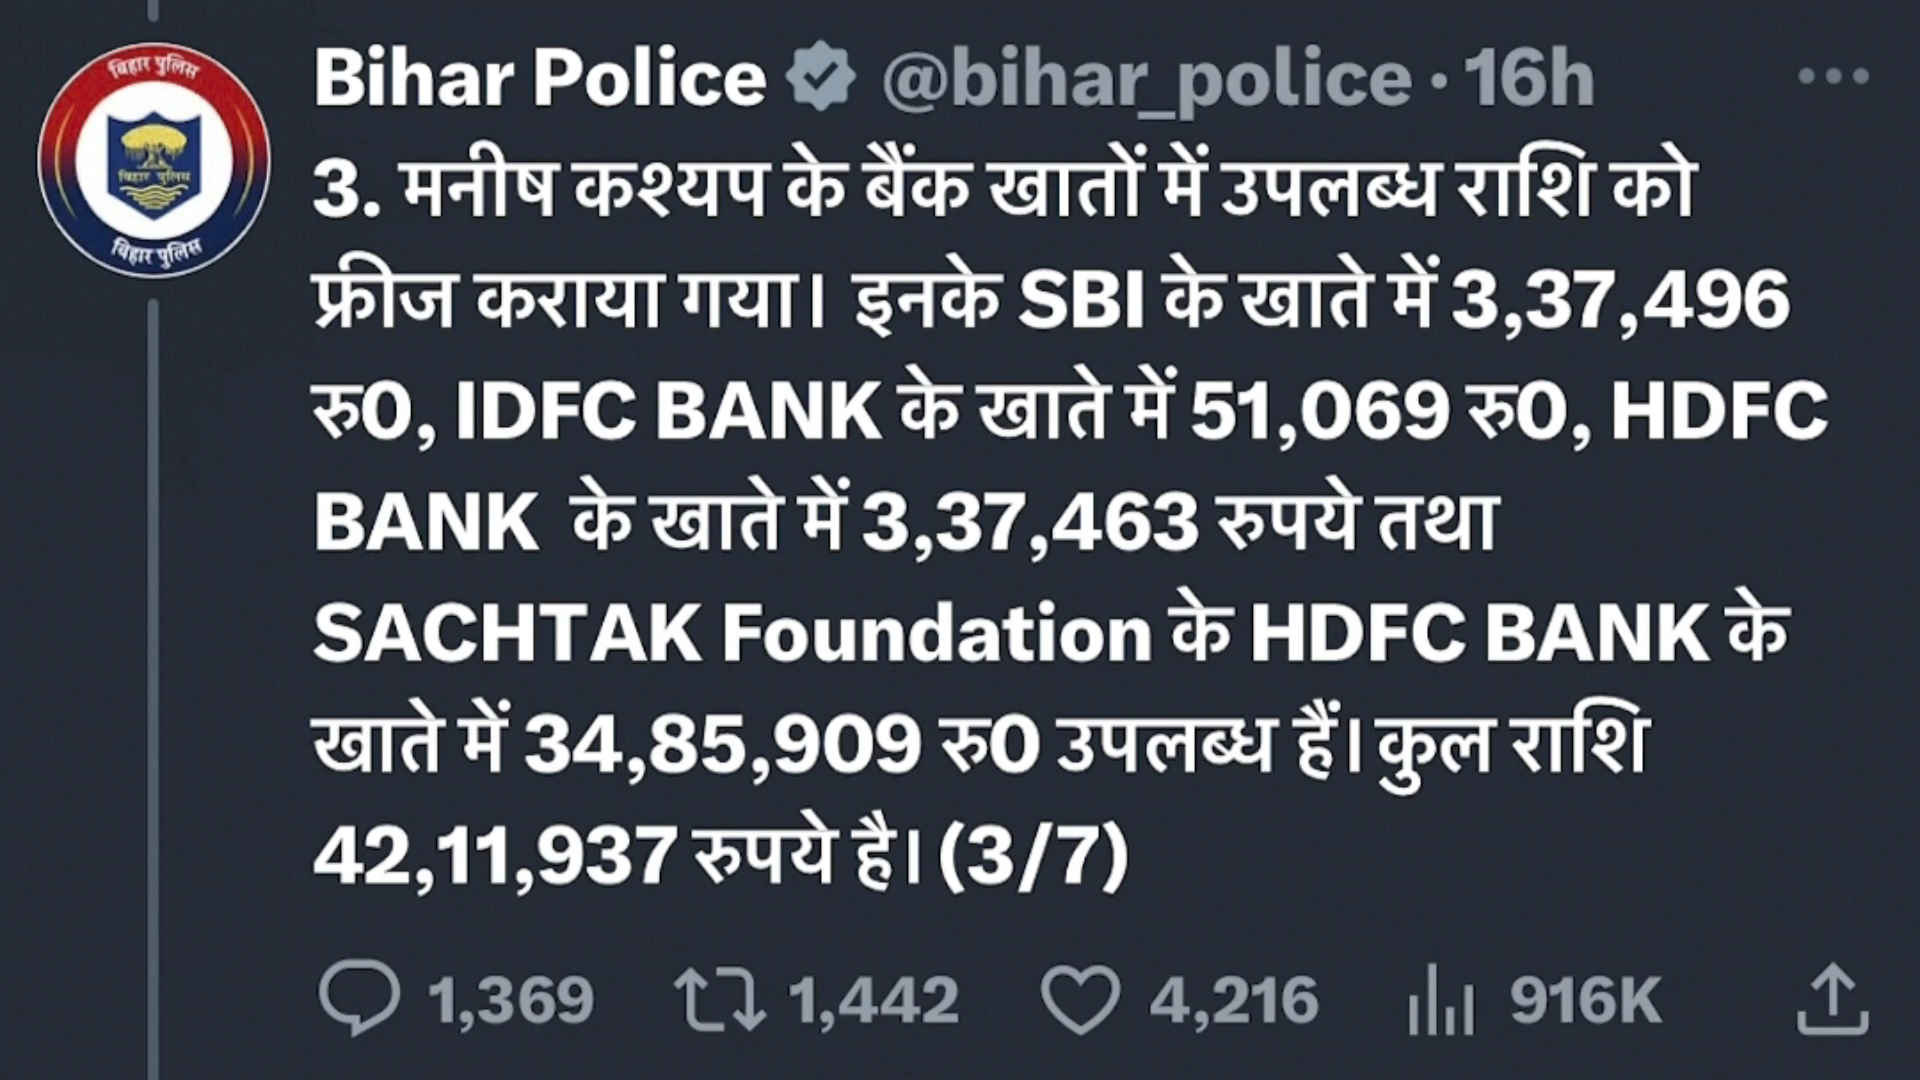 बिहार पुलिस
बिहार पुलिस
बिहार पुलिस
Bihar Police @bihar_police · 16h
3. मनीष कश्यप के बैंक खातों में उपलब्ध राशि को
फ्रीज कराया गया। इनके SBI के खाते में 3,37,496
रु0, IDFC BANK के खाते में 51,069 रु0, HDFC
BANK के खाते में 3,37,463 रुपये तथा
SACHTAK Foundation के HDFC BANK के
खाते में 34,85,909 रु0 उपलब्ध हैं। कुल राशि
42,11,937 रुपये है। (3/7)
1,369 1,442 4,216 916K